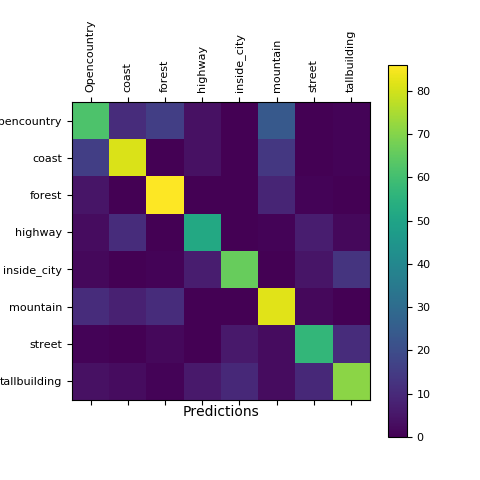 Opencountry
coast
forest
highway
inside_city
mountain
street
tallbuilding
pencountry
coast
forest
highway
inside_city
mountain
street
tallbuilding
Predictions
80
70
60
50
40
30
20
10
0